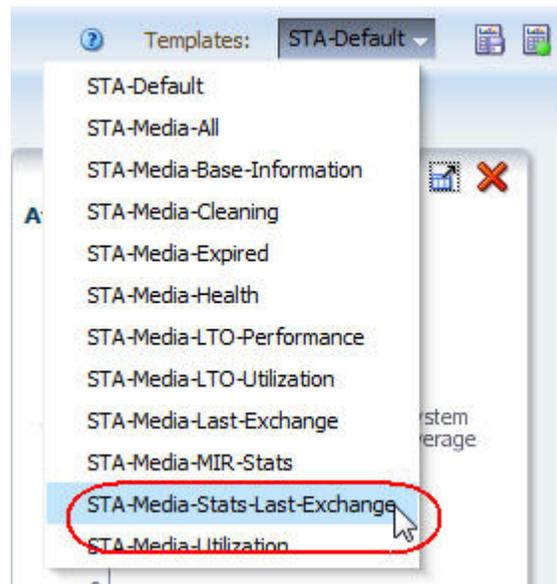 Templates: STA-Default
STA-Default
STA-Media-All
STA-Media-Base-Information
STA-Media-Cleaning
STA-Media-Expired
STA-Media-Health
STA-Media-LTO-Performance
STA-Media-LTO-Utilization
STA-Media-Last-Exchange
STA-Media-MIR-Stats
STA-Media-Stats-Last-Exchange
STA-Media-Utilization